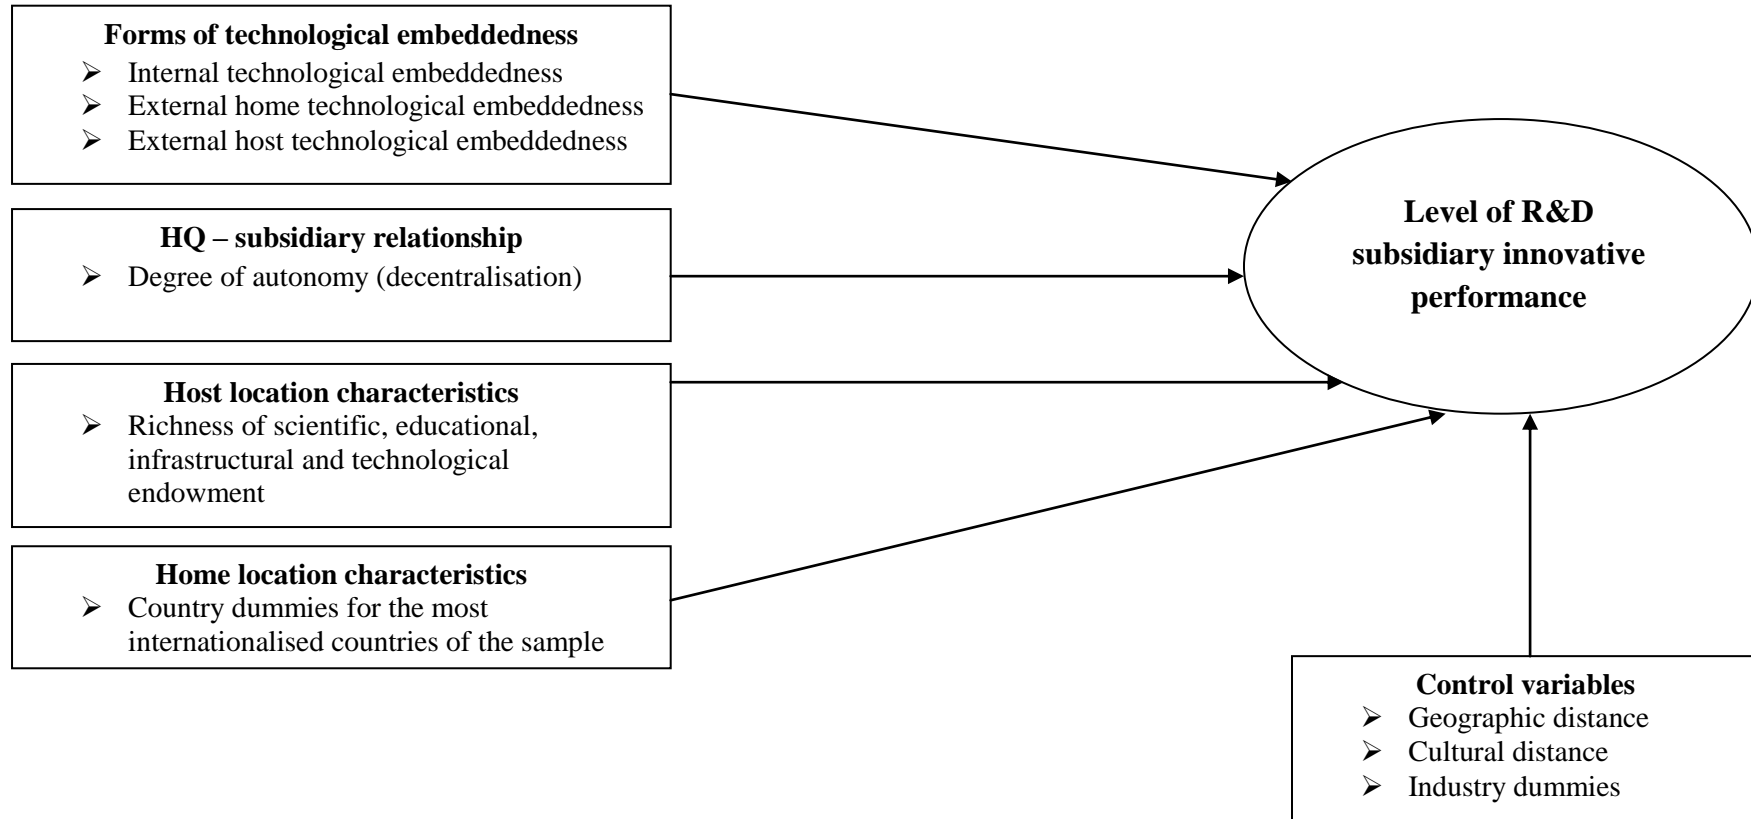 Forms of technological embeddedness
➢ Internal technological embeddedness
➢ External home technological embeddedness
➢ External host technological embeddedness
HQ – subsidiary relationship
➢ Degree of autonomy (decentralisation)
Host location characteristics
➢ Richness of scientific, educational,
infrastructural and technological
endowment
Home location characteristics
➢ Country dummies for the most
internationalised countries of the sample
Level of R&D
subsidiary innovative
performance
Control variables
➢ Geographic distance
➢ Cultural distance
➢ Industry dummies